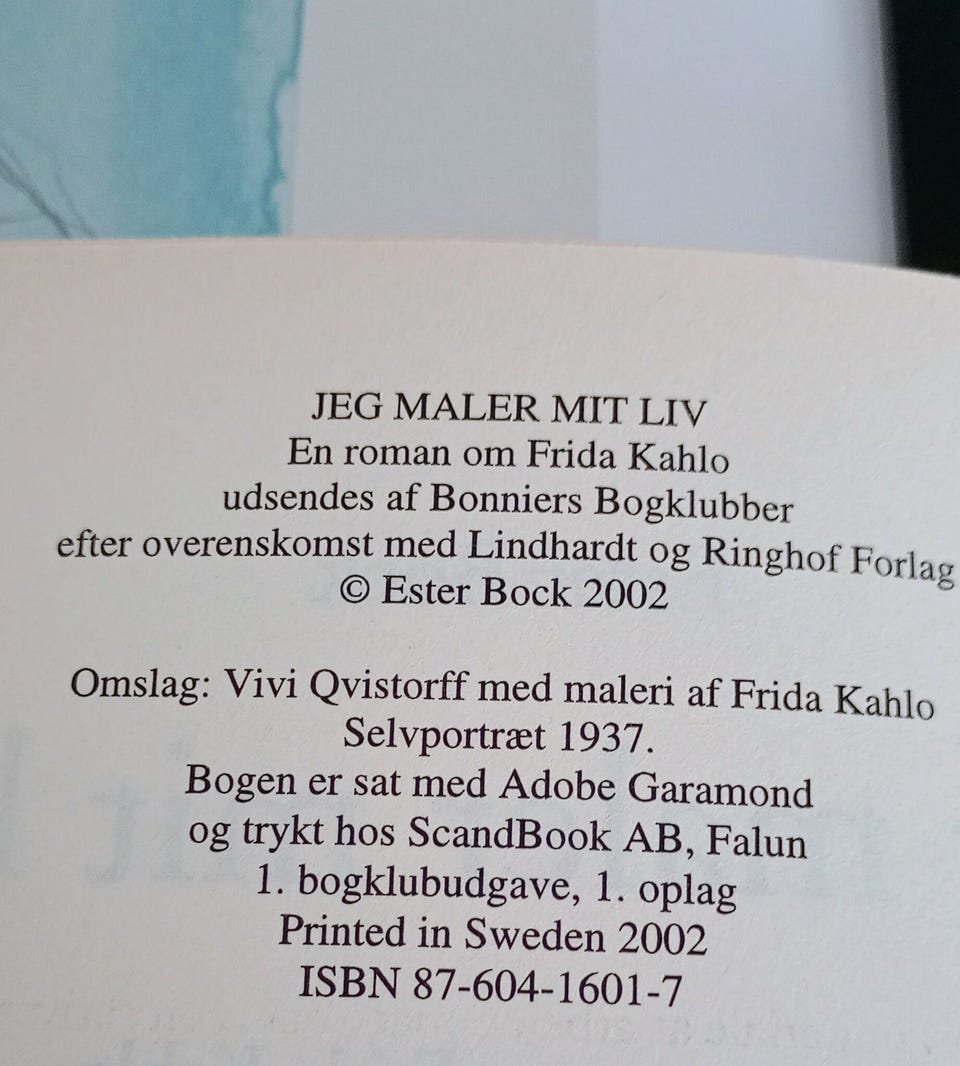 JEG MALER MIT LIV
En roman om Frida Kahlo
udsendes af Bonniers Bogklubber
efter overenskomst med Lindhardt og Ringhof Forlag
© Ester Bock 2002
Omslag: Vivi Qvistorff med maleri af Frida Kahlo
Selvportræt 1937.
Bogen er sat med Adobe Garamond
og trykt hos ScandBook AB, Falun
1. bogklubudgave, 1. oplag
Printed in Sweden 2002
ISBN 87-604-1601-7